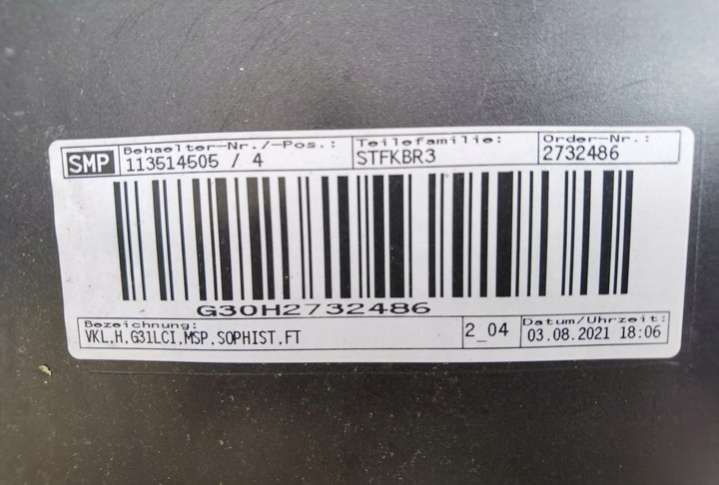 SMP
Behaelter-Nr./-Pos.: Teilefamilie: Order-Nr.:
113514505 / 4 STFKBR3 2732486
G30H2732486
Bezeichnung: 2_04 Datum/Uhrzeit:
VKL,H,G31LCI,MSP,SOPHIST,FT 03.08.2021 18:06